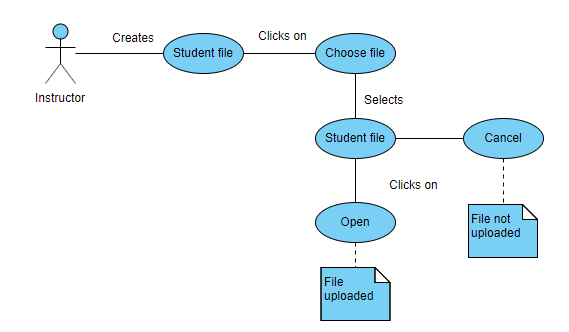 Creates
Clicks on
Student file
Choose file
Instructor
Selects
Student file
Cancel
Clicks on
Open
File not
uploaded
File
uploaded